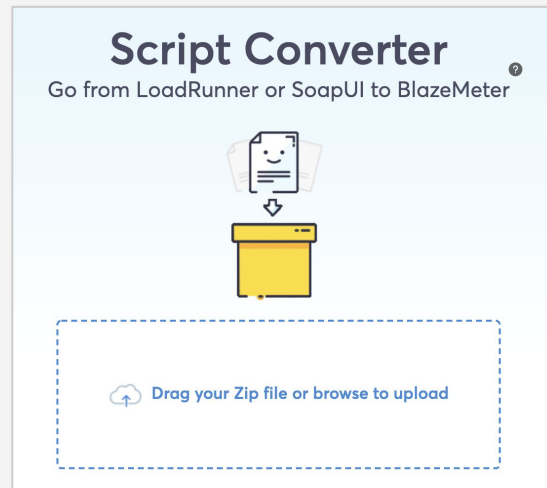 Script Converter
?
Go from LoadRunner or SoapUI to BlazeMeter
Drag your Zip file or browse to upload